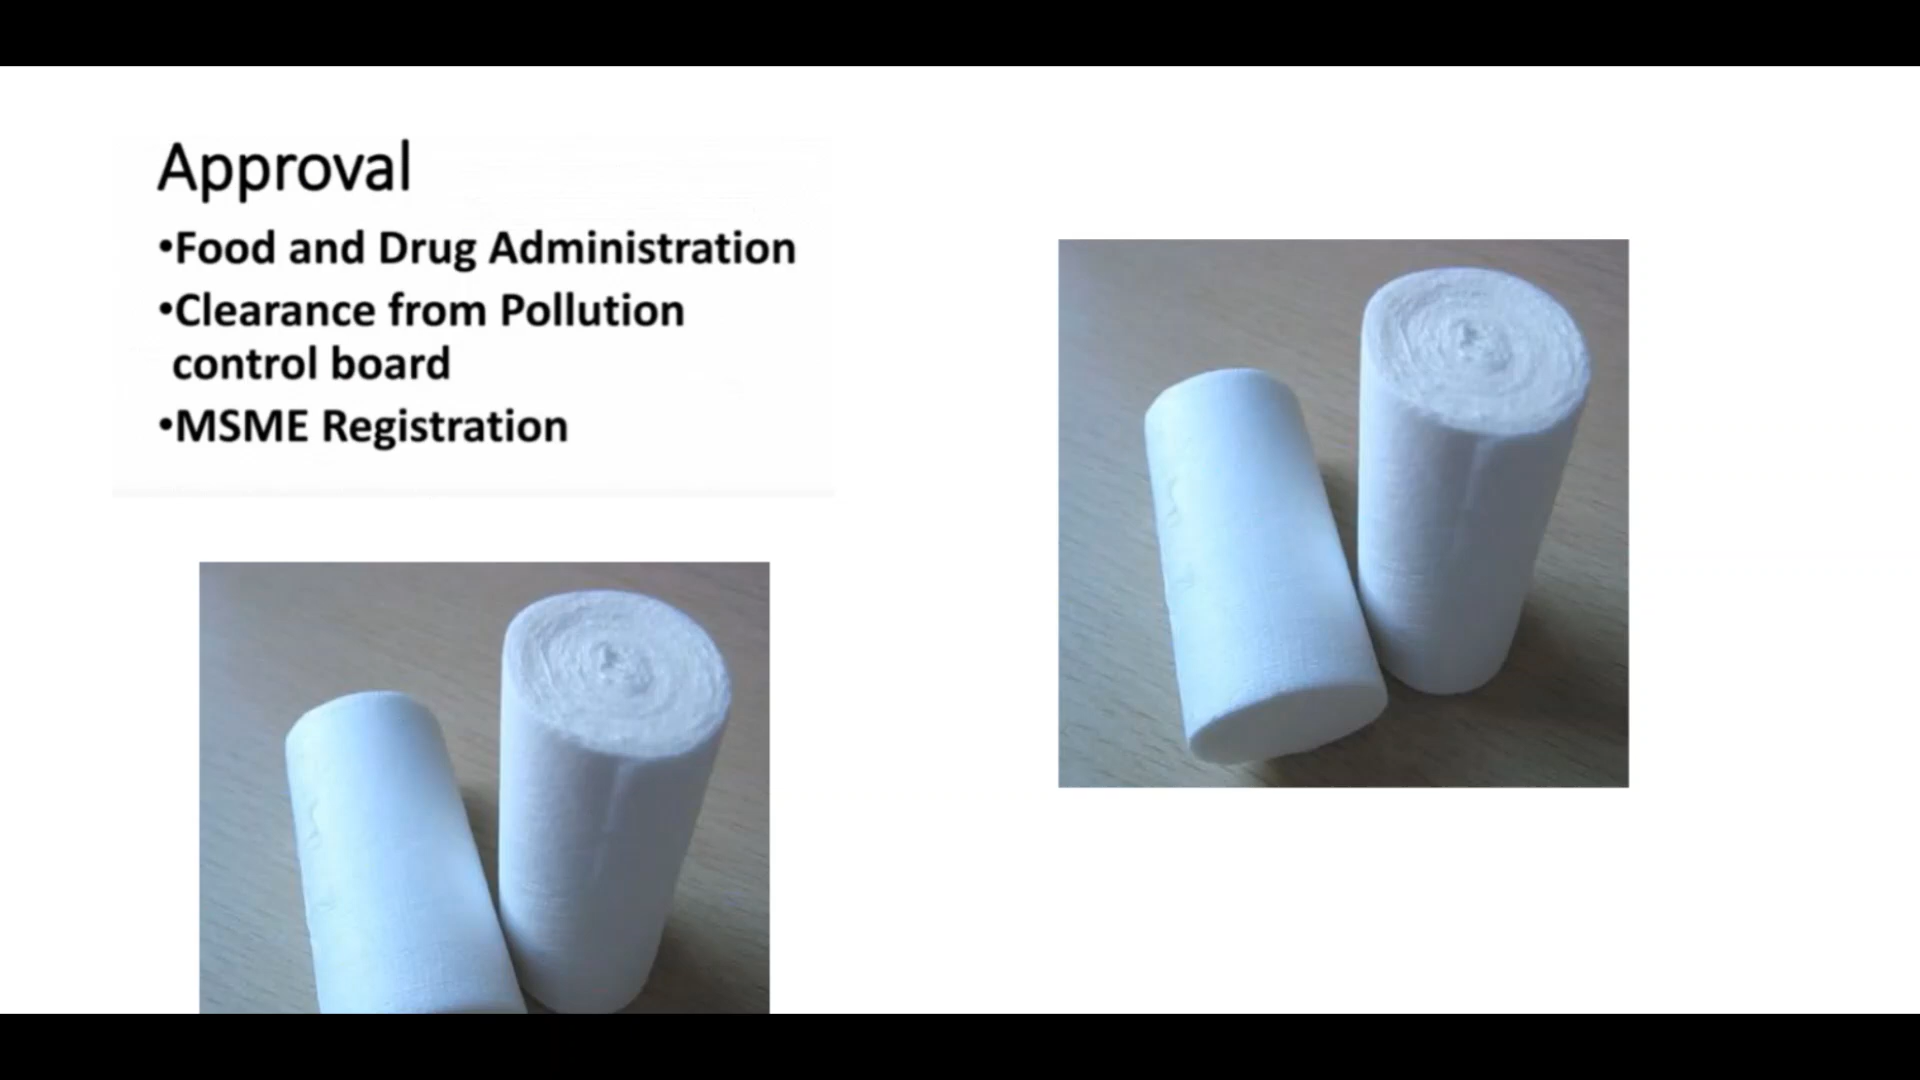 Approval
•Food and Drug Administration
•Clearance from Pollution
control board
•MSME Registration